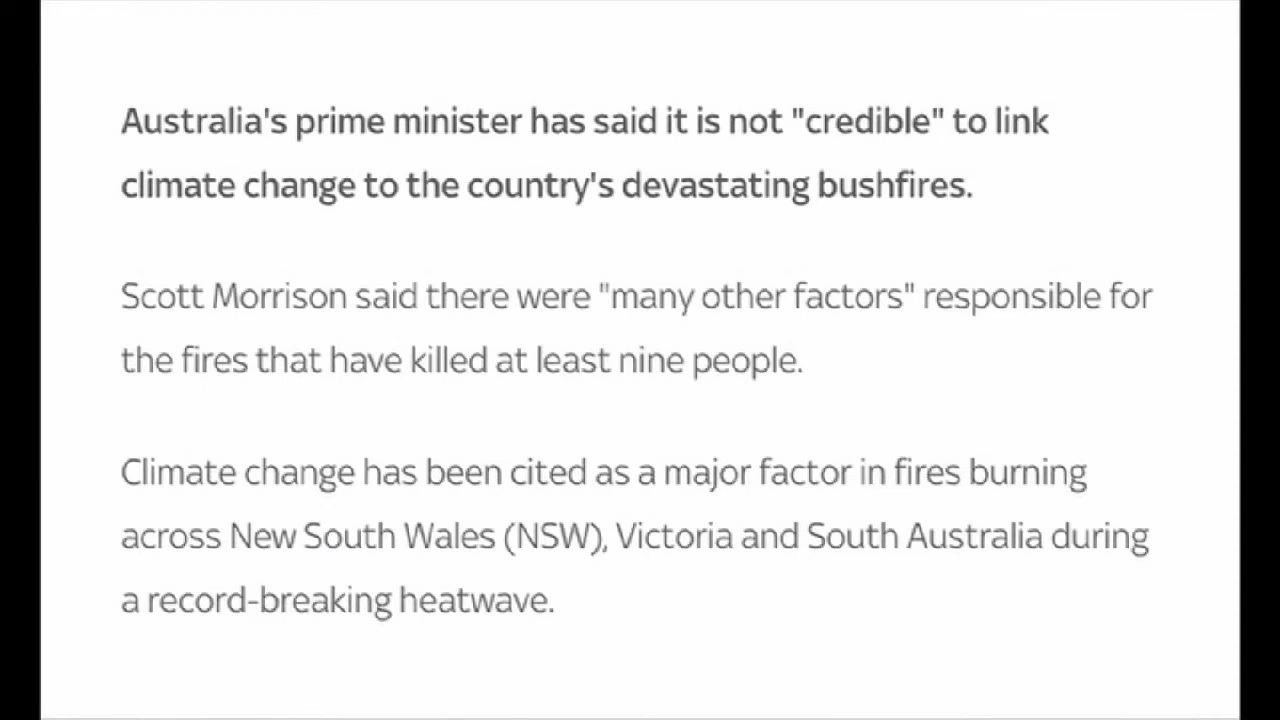 Australia's prime minister has said it is not "credible" to link
climate change to the country's devastating bushfires.
Scott Morrison said there were "many other factors" responsible for
the fires that have killed at least nine people.
Climate change has been cited as a major factor in fires burning
across New South Wales (NSW), Victoria and South Australia during
a record-breaking heatwave.